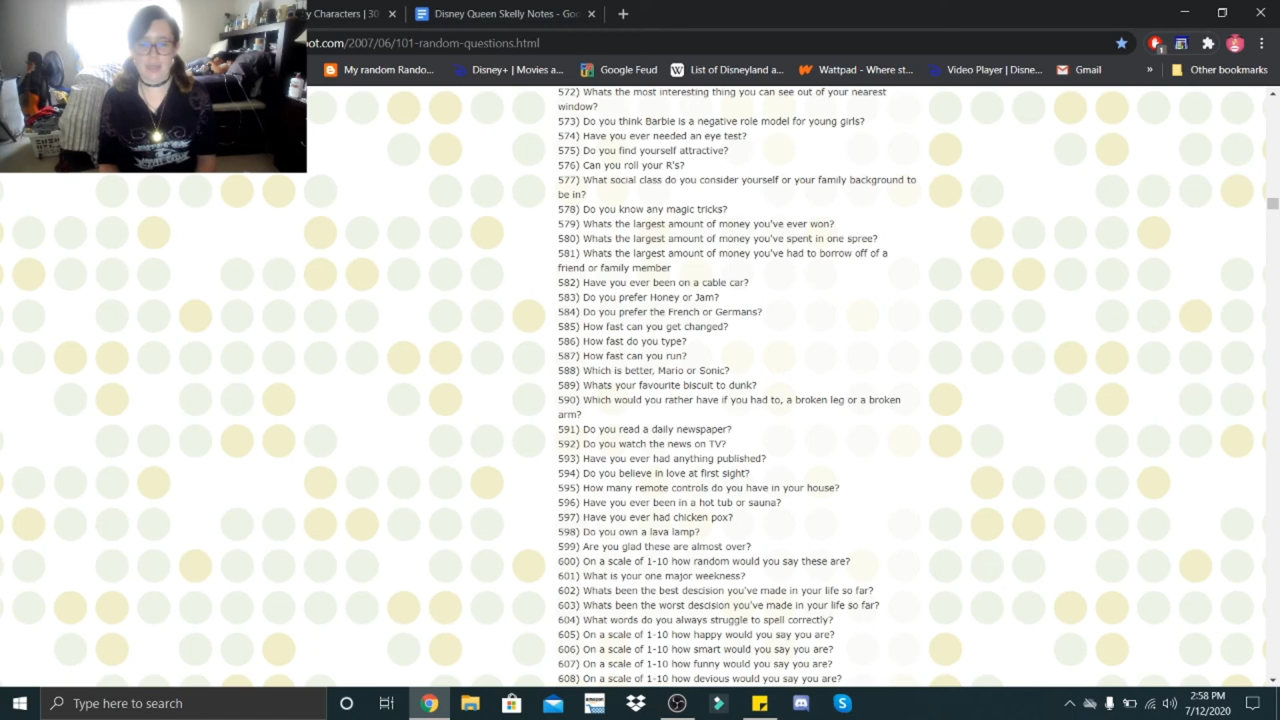 y Characters | 30
Disney Queen Skelly Notes - Goo
ot.com/2007/06/101-random-questions.html
My random Rando...
Disney+ | Movies a...
Google Feud
List of Disneyland a...
Wattpad - Where st...
Video Player | Disne...
Gmail
»
Other bookmarks
572) Whats the most interesting thing you can see out of your nearest
window?
573) Do you think Barbie is a negative role model for young girls?
574) Have you ever needed an eye test?
575) Do you find yourself attractive?
576) Can you roll your R's?
577) What social class do you consider yourself or your family background to
be in?
578) Do you know any magic tricks?
579) Whats the largest amount of money you've ever won?
580) Whats the largest amount of money you've spent in one spree?
581) Whats the largest amount of money you've had to borrow off of a
friend or family member
582) Have you ever been on a cable car?
583) Do you prefer Honey or Jam?
584) Do you prefer the French or Germans?
585) How fast can you get changed?
586) How fast do you type?
587) How fast can you run?
588) Which is better, Mario or Sonic?
589) Whats your favourite biscuit to dunk?
590) Which would you rather have if you had to, a broken leg or a broken
arm?
591) Do you read a daily newspaper?
592) Do you watch the news on TV?
593) Have you ever had anything published?
594) Do you believe in love at first sight?
595) How many remote controls do you have in your house?
596) Have you ever been in a hot tub or sauna?
597) Have you ever had chicken pox?
598) Do you own a lava lamp?
599) Are you glad these are almost over?
600) On a scale of 1-10 how random would you say these are?
601) What is your one major weekness?
602) Whats been the best descision you've made in your life so far?
603) Whats been the worst descision you've made in your life so far?
604) What words do you always struggle to spell correctly?
605) On a scale of 1-10 how happy would you say you are?
606) On a scale of 1-10 how smart would you say you are?
607) On a scale of 1-10 how funny would you say you are?
608) On a scale of 1-10 how devious would you say you are?
Type here to search
2:58 PM
7/12/2020